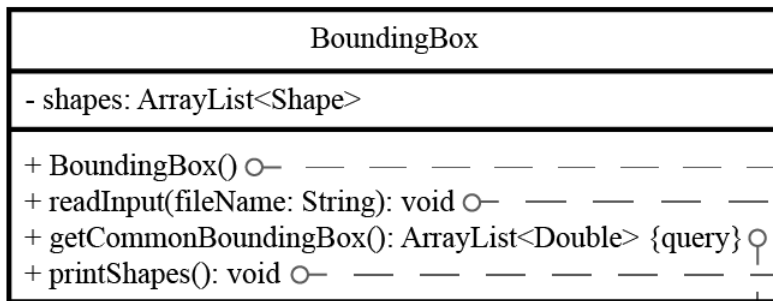 BoundingBox
- shapes: ArrayList<Shape>
+ BoundingBox()
+ readInput(fileName: String): void
+ getCommonBoundingBox(): ArrayList<Double> {query}
+ printShapes(): void